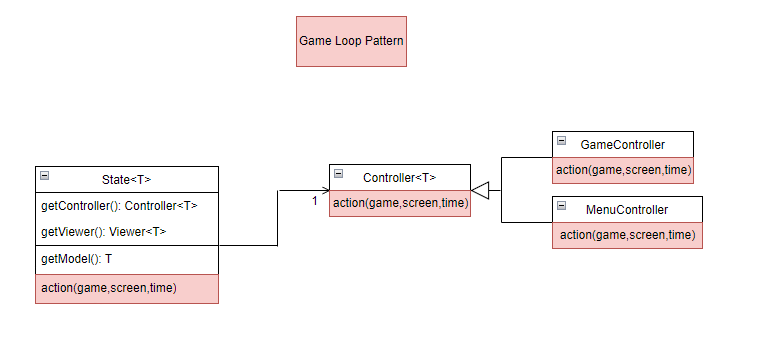 Game Loop Pattern
State<T>
getController(): Controller<T>
getViewer(): Viewer<T>
getModel(): T
action(game,screen,time)
1
Controller<T>
action(game,screen,time)
GameController
action(game,screen,time)
MenuController
action(game,screen,time)